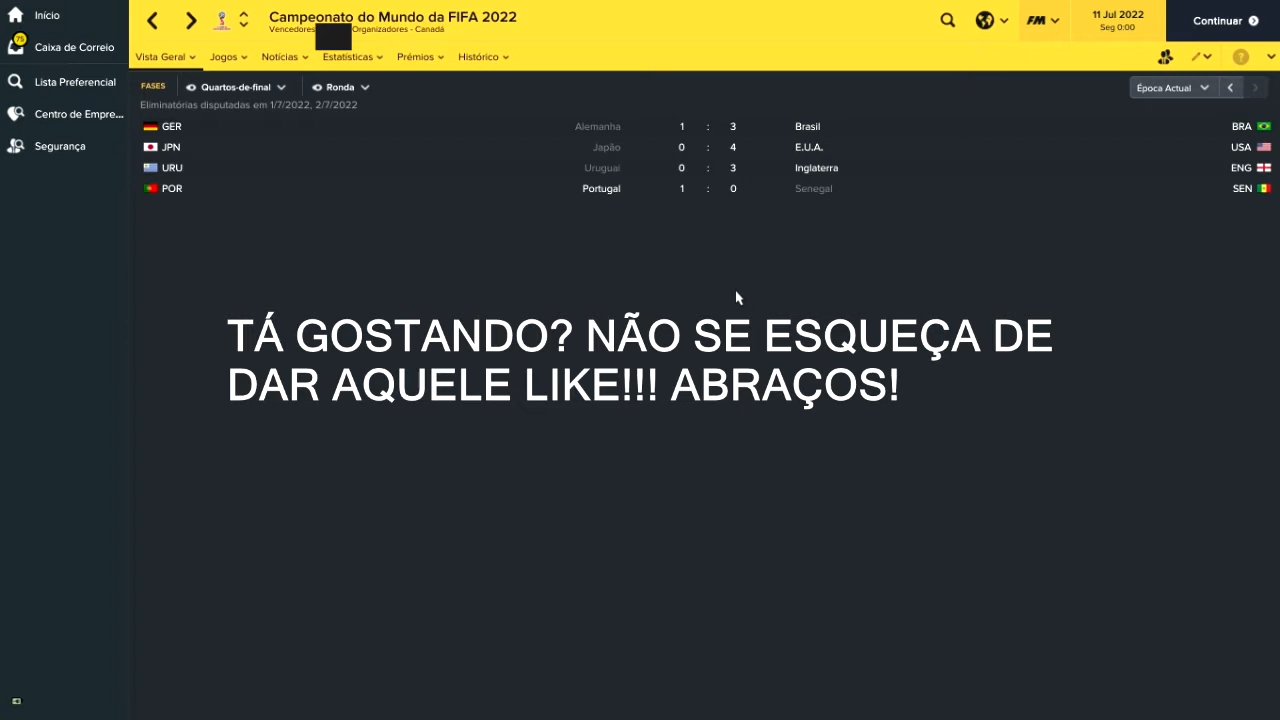 Início
75
Caixa de Correio
Lista Preferencial
Centro de Empre...
Segurança
Campeonato do Mundo da FIFA 2022
Vencedores Organizadores - Canadá
FM
11 Jul 2022
Seg 0:00
Continuar
Vista Geral Jogos Notícias Estatísticas Prémios Histórico
?
FASES Quartos-de-final Ronda Época Actual
Eliminatórias disputadas em 1/7/2022, 2/7/2022
GER Alemanha 1 : 3 Brasil BRA
JPN Japão 0 : 4 E.U.A. USA
URU Uruguai 0 : 3 Inglaterra ENG
POR Portugal 1 : 0 Senegal SEN
TÁ GOSTANDO? NÃO SE ESQUEÇA DE
DAR AQUELE LIKE!!! ABRAÇOS!